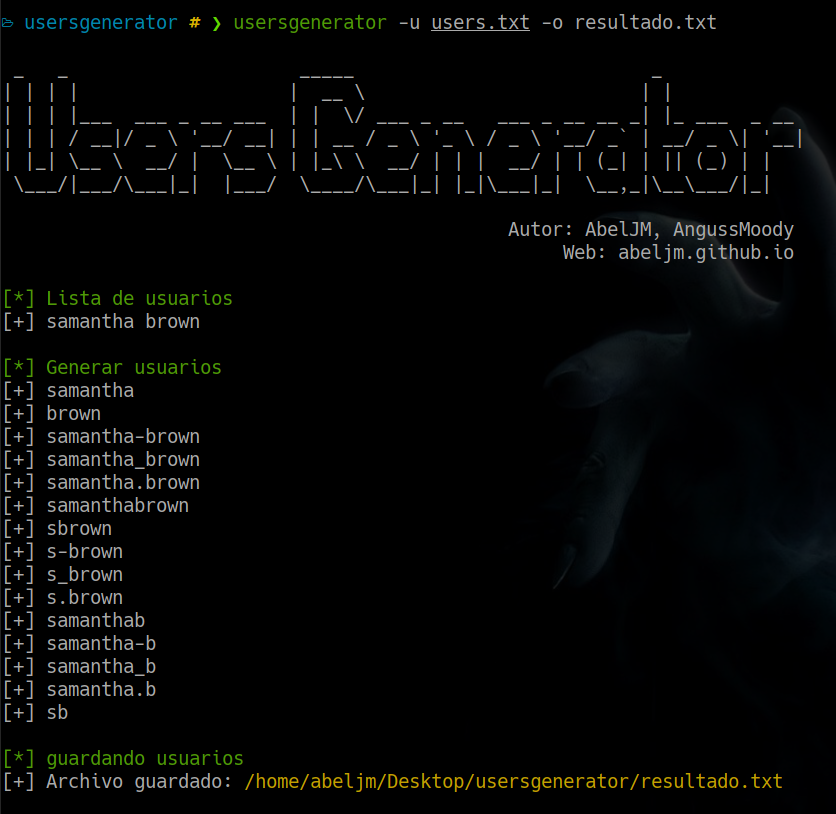 usersgenerator # ❯ usersgenerator -u users.txt -o resultado.txt
UsersGenerator
Autor: AbelJM, AngussMoody
Web: abeljm.github.io
[*] Lista de usuarios
[+] samantha brown
[*] Generar usuarios
[+] samantha
[+] brown
[+] samantha-brown
[+] samantha_brown
[+] samantha.brown
[+] samanthabrown
[+] sbrown
[+] s-brown
[+] s_brown
[+] s.brown
[+] samanthab
[+] samantha-b
[+] samantha_b
[+] samantha.b
[+] sb
[*] guardando usuarios
[+] Archivo guardado: /home/abeljm/Desktop/usersgenerator/resultado.txt